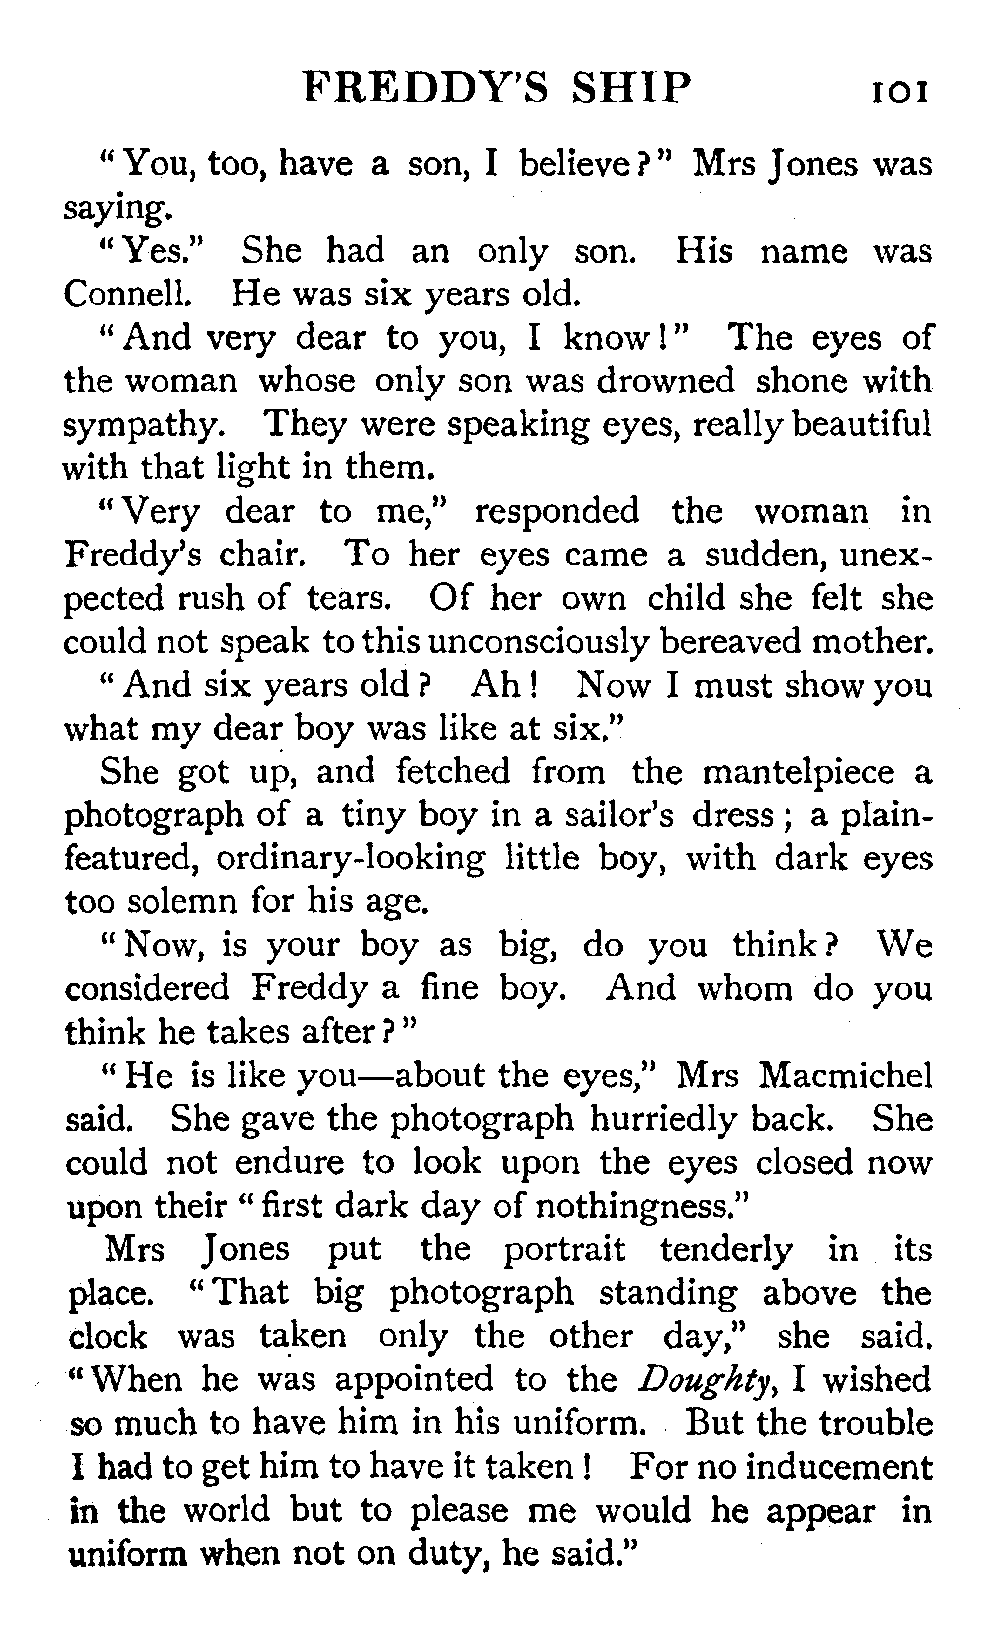 FREDDY'S SHIP 101
"You, too, have a son, I believe?" Mrs Jones was
saying.
"Yes." She had an only son. His name was
Connell. He was six years old.
"And very dear to you, I know!" The eyes of
the woman whose only son was drowned shone with
sympathy. They were speaking eyes, really beautiful
with that light in them.
"Very dear to me," responded the woman in
Freddy's chair. To her eyes came a sudden, unex-
pected rush of tears. Of her own child she felt she
could not speak to this unconsciously bereaved mother.
"And six years old? Ah! Now I must show you
what my dear boy was like at six."
She got up, and fetched from the mantelpiece a
photograph of a tiny boy in a sailor's dress; a plain-
featured, ordinary-looking little boy, with dark eyes
too solemn for his age.
"Now, is your boy as big, do you think? We
considered Freddy a fine boy. And whom do you
think he takes after?"
"He is like you—about the eyes," Mrs Macmichel
said. She gave the photograph hurriedly back. She
could not endure to look upon the eyes closed now
upon their "first dark day of nothingness."
Mrs Jones put the portrait tenderly in its
place. "That big photograph standing above the
clock was taken only the other day," she said.
"When he was appointed to the Doughty, I wished
so much to have him in his uniform. But the trouble
I had to get him to have it taken! For no inducement
in the world but to please me would he appear in
uniform when not on duty, he said."